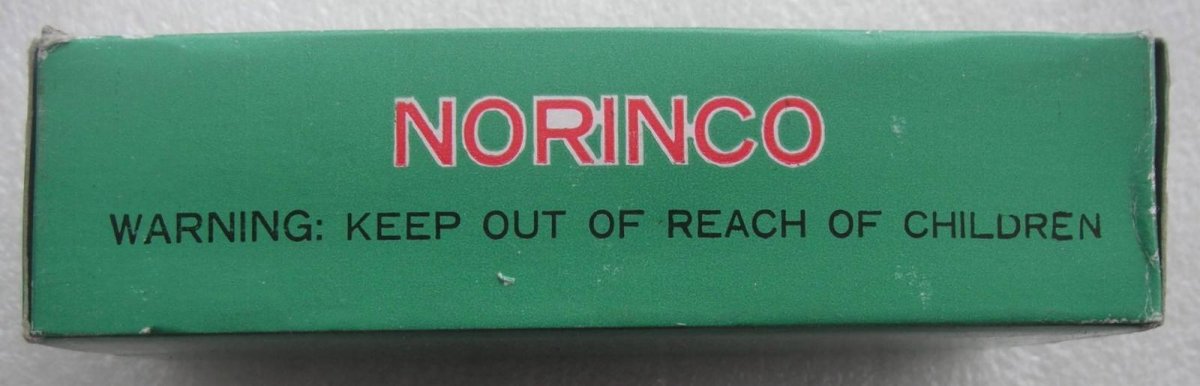 NORINCO
WARNING: KEEP OUT OF REACH OF CHILDREN